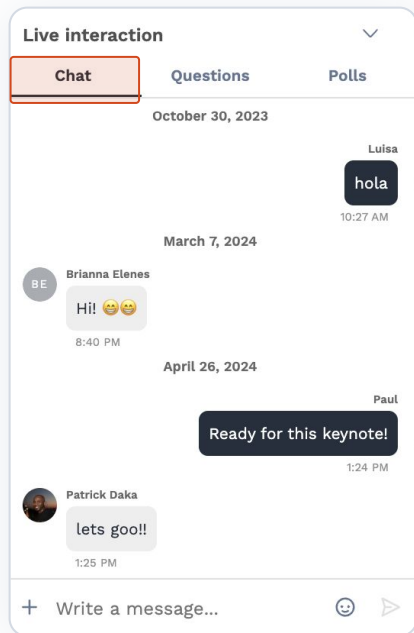 Live interaction
Chat Questions Polls
October 30, 2023
Luisa
hola
10:27 AM
March 7, 2024
Brianna Elenes
BE
Hi! 😁😁
8:40 PM
April 26, 2024
Paul
Ready for this keynote!
1:24 PM
Patrick Daka
lets goo!!
1:25 PM
+ Write a message...